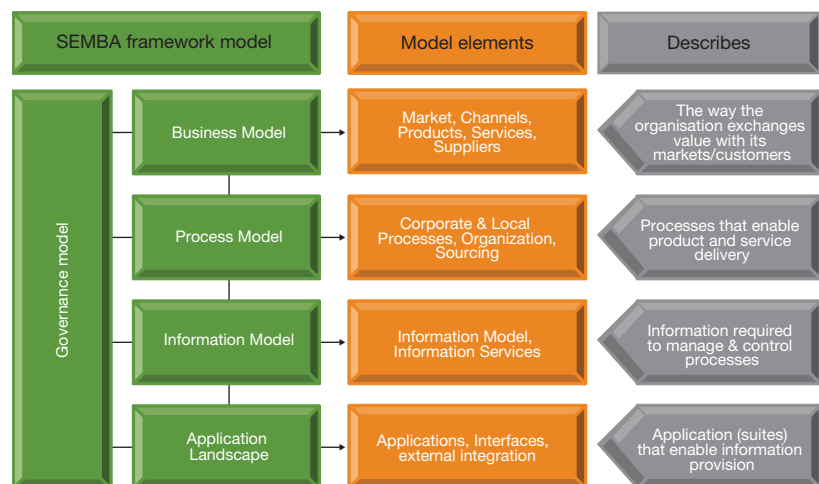 SEMBA framework model
Model elements
Describes
Governance model
Business Model
Market, Channels,
Products, Services,
Suppliers
The way the
organisation exchanges
value with its
markets/customers
Process Model
Corporate & Local
Processes, Organization,
Sourcing
Processes that enable
product and service
delivery
Information Model
Information Model,
Information Services
Information required
to manage & control
processes
Application
Landscape
Applications, Interfaces,
external integration
Application (suites)
that enable information
provision